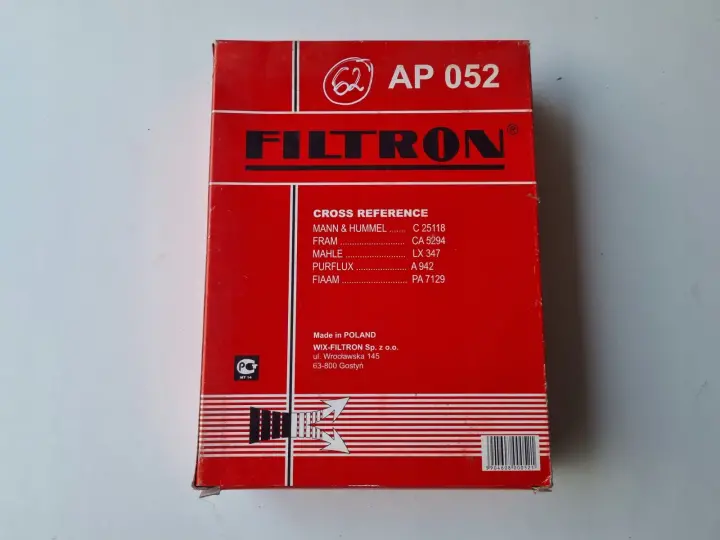 62 AP 052
FILTRON®
CROSS REFERENCE
MANN & HUMMEL ...... C 25118
FRAM ........................... CA 5294
MAHLE ......................... LX 347
PURFLUX ..................... A 942
FIAAM ........................... PA 7129
Made in POLAND
WIX-FILTRON Sp. z o.o.
ul. Wrocławska 145
63-800 Gostyń